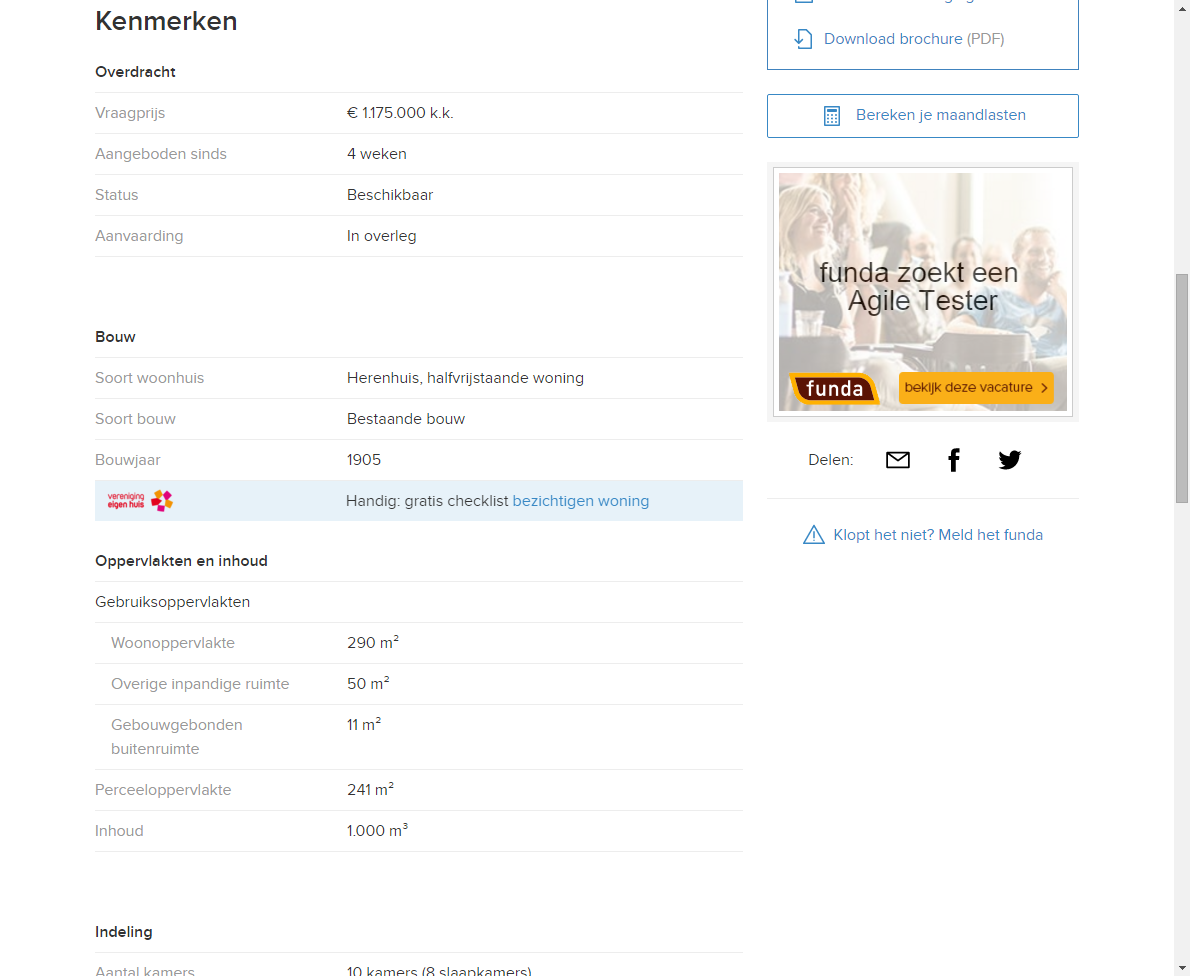 Kenmerken
Overdracht
Vraagprijs € 1.175.000 k.k.
Aangeboden sinds 4 weken
Status Beschikbaar
Aanvaarding In overleg
Bouw
Soort woonhuis Herenhuis, halfvrijstaande woning
Soort bouw Bestaande bouw
Bouwjaar 1905
vereniging
eigen huis
Handig: gratis checklist bezichtigen woning
Oppervlakten en inhoud
Gebruiksoppervlakten
Woonoppervlakte 290 m²
Overige inpandige ruimte 50 m²
Gebouwgebonden 11 m²
buitenruimte
Perceeloppervlakte 241 m²
Inhoud 1.000 m³
Indeling
Aantal kamers 10 kamers (8 slaapkamers)
Download brochure (PDF)
Bereken je maandlasten
funda zoekt een
Agile Tester
funda bekijk deze vacature
Delen:
Klopt het niet? Meld het funda